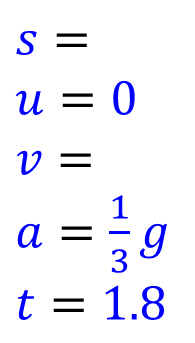 s =
u = 0
v =
a = 1/3 g
t = 1.8